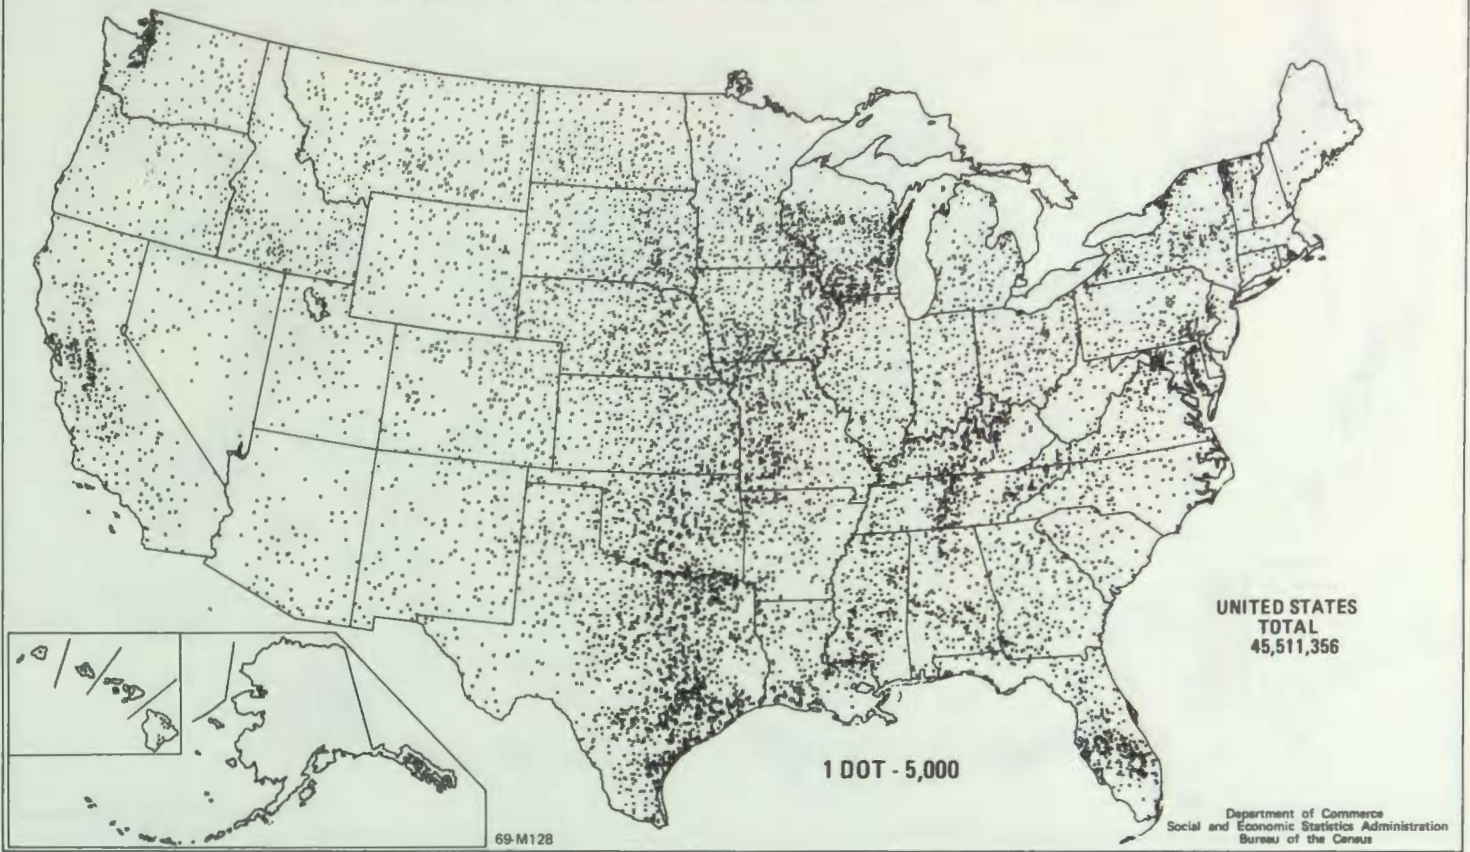 UNITED STATES
TOTAL
45,511,356
1 DOT - 5,000
69-M128
Department of Commerce
Social and Economic Statistics Administration
Bureau of the Census